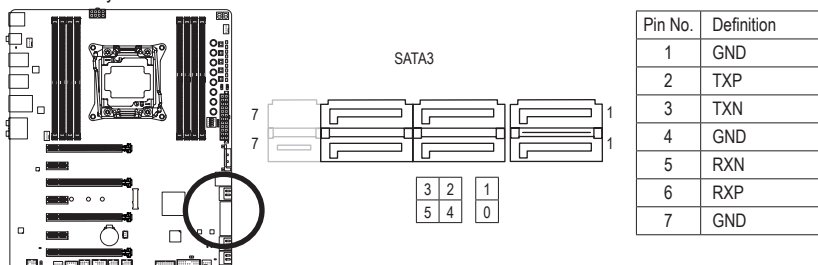 SATA3
7 1
7 1
3 2 1
5 4 0
Pin No. Definition
1 GND
2 TXP
3 TXN
4 GND
5 RXN
6 RXP
7 GND